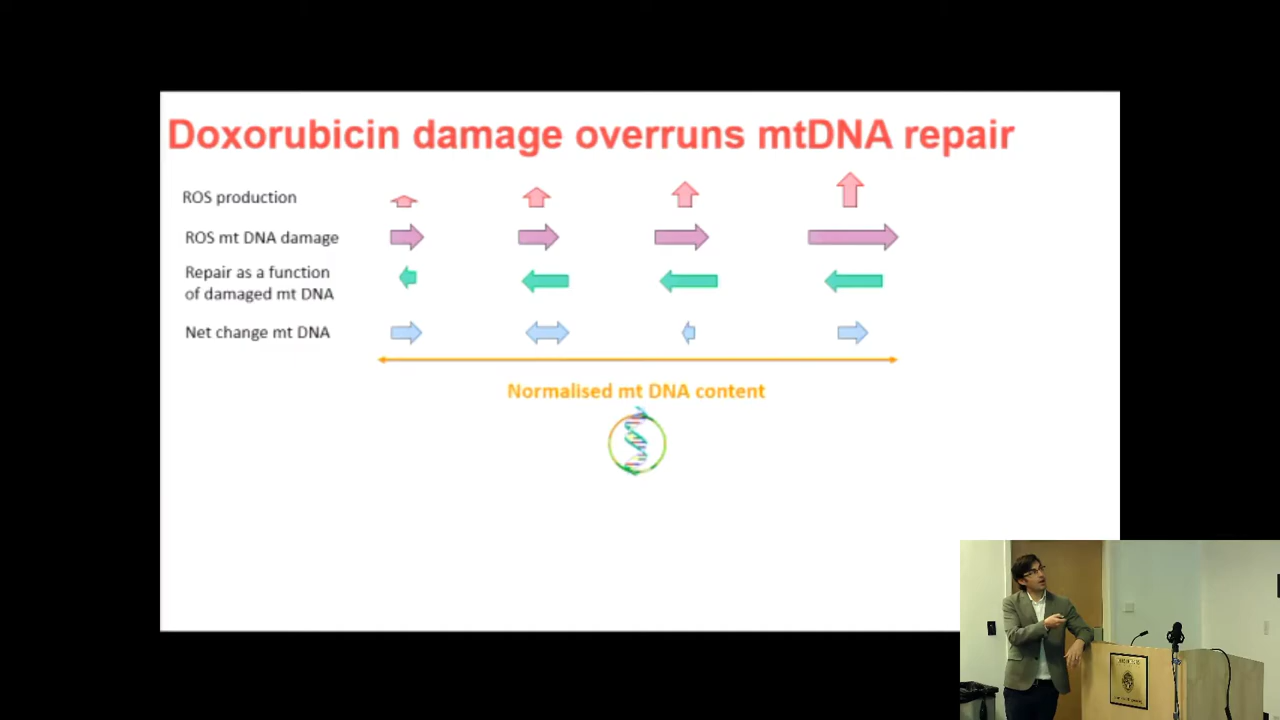 Doxorubicin damage overruns mtDNA repair
ROS production
ROS mt DNA damage
Repair as a function
of damaged mt DNA
Net change mt DNA
Normalised mt DNA content